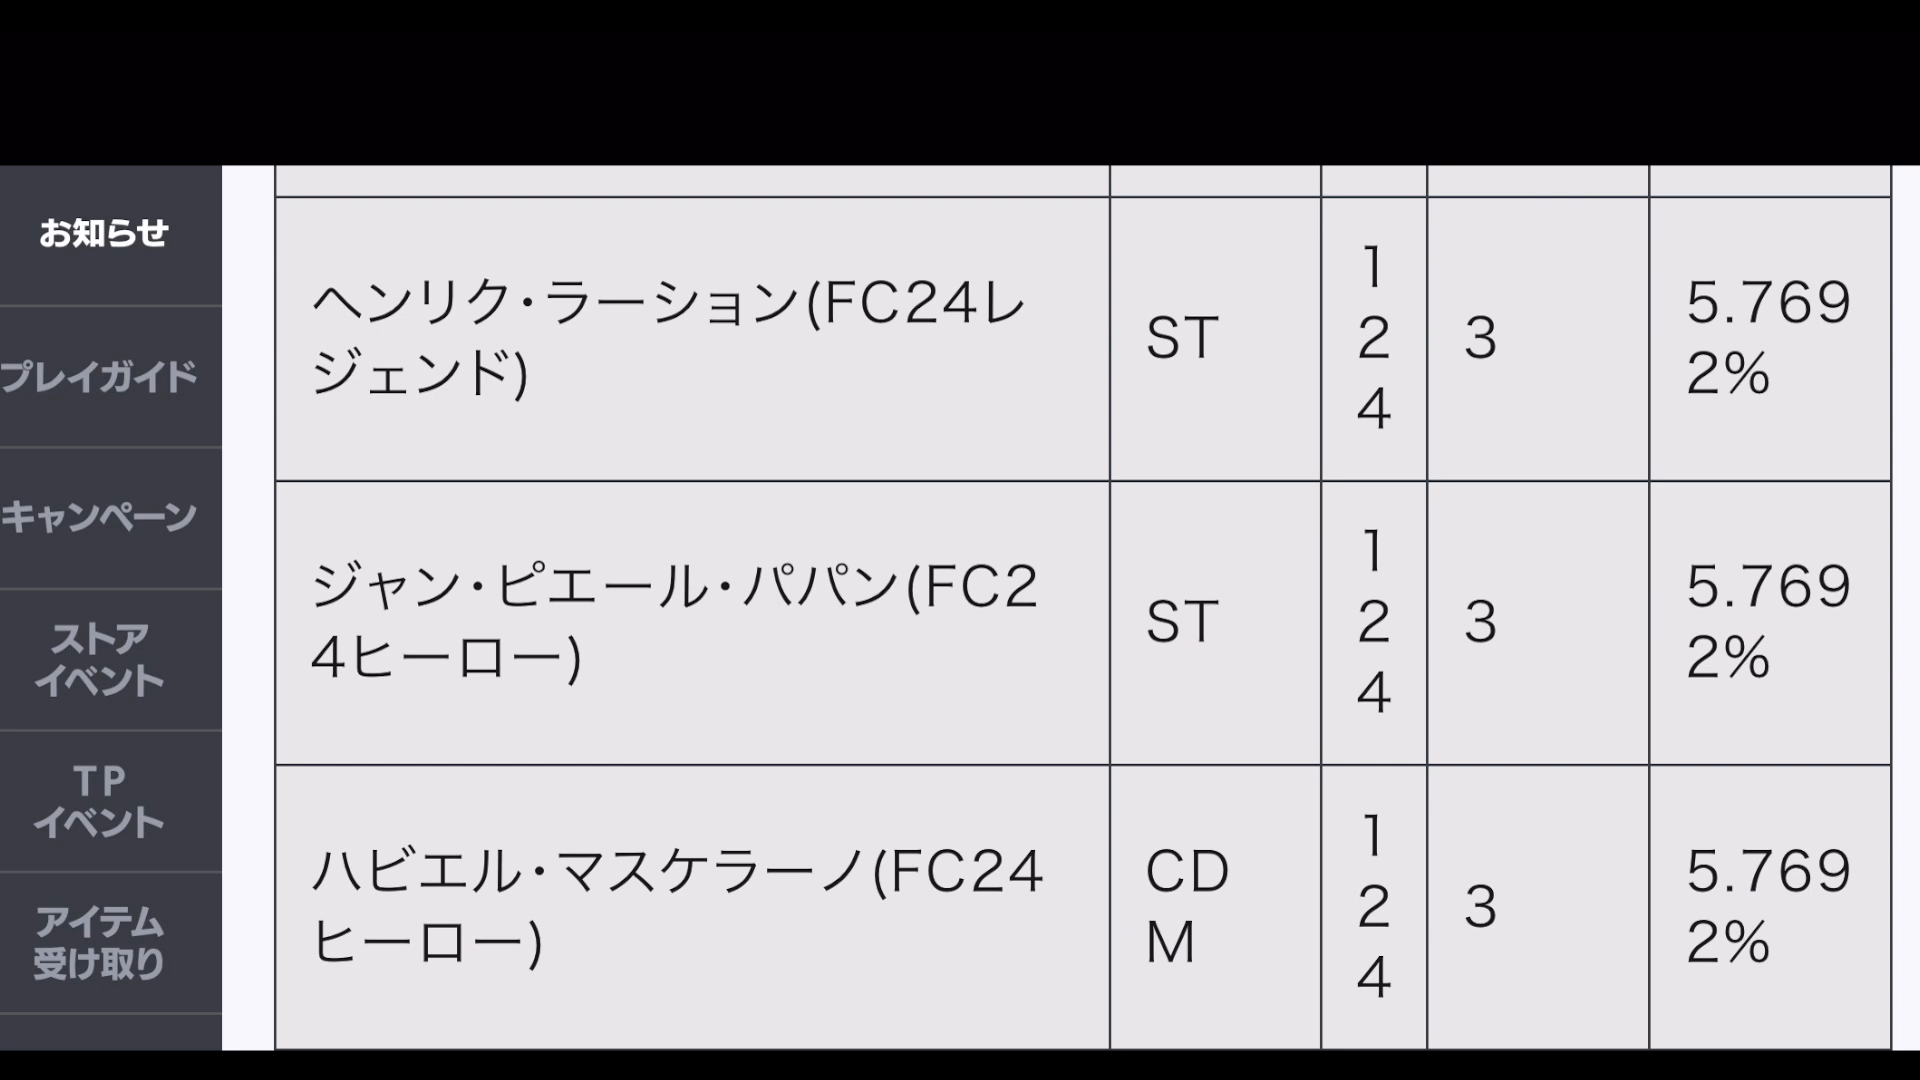 お知らせ
プレイガイド
キャンペーン
ストア
イベント
TP
イベント
アイテム
受け取り
ヘンリク・ラーション(FC24レ
ジェンド)
ST
1
2
4
3
5.769
2%
ジャン・ピエール・パパン(FC2
4ヒーロー)
ST
1
2
4
3
5.769
2%
ハビエル・マスケラーノ(FC24
ヒーロー)
CD
M
1
2
4
3
5.769
2%